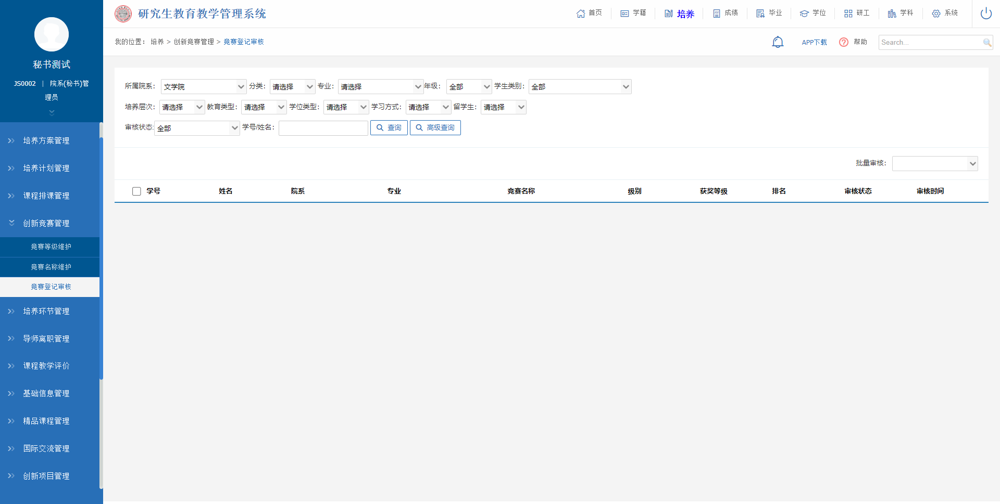 研究生教育教学管理系统
首页 学籍 培养 成绩 毕业 学位 研工 学科 系统
秘书测试
JS0002 | 院系(秘书)管
理员
我的位置： 培养 > 创新竞赛管理 > 竞赛登记审核
APP下载 帮助 Search...
培养方案管理
培养计划管理
课程排课管理
创新竞赛管理
竞赛等级维护
竞赛名称维护
竞赛登记审核
培养环节管理
导师离职管理
课程教学评价
基础信息管理
精品课程管理
国际交流管理
创新项目管理
所属院系： 文学院 分类： 请选择 专业： 请选择 年级： 全部 学生类别： 全部
培养层次： 请选择 教育类型： 请选择 学位类型： 请选择 学习方式： 请选择 留学生： 请选择
审核状态: 全部 学号/姓名： 查询 高级查询
批量审核：
学号 姓名 院系 专业 竞赛名称 级别 获奖等级 排名 审核状态 审核时间